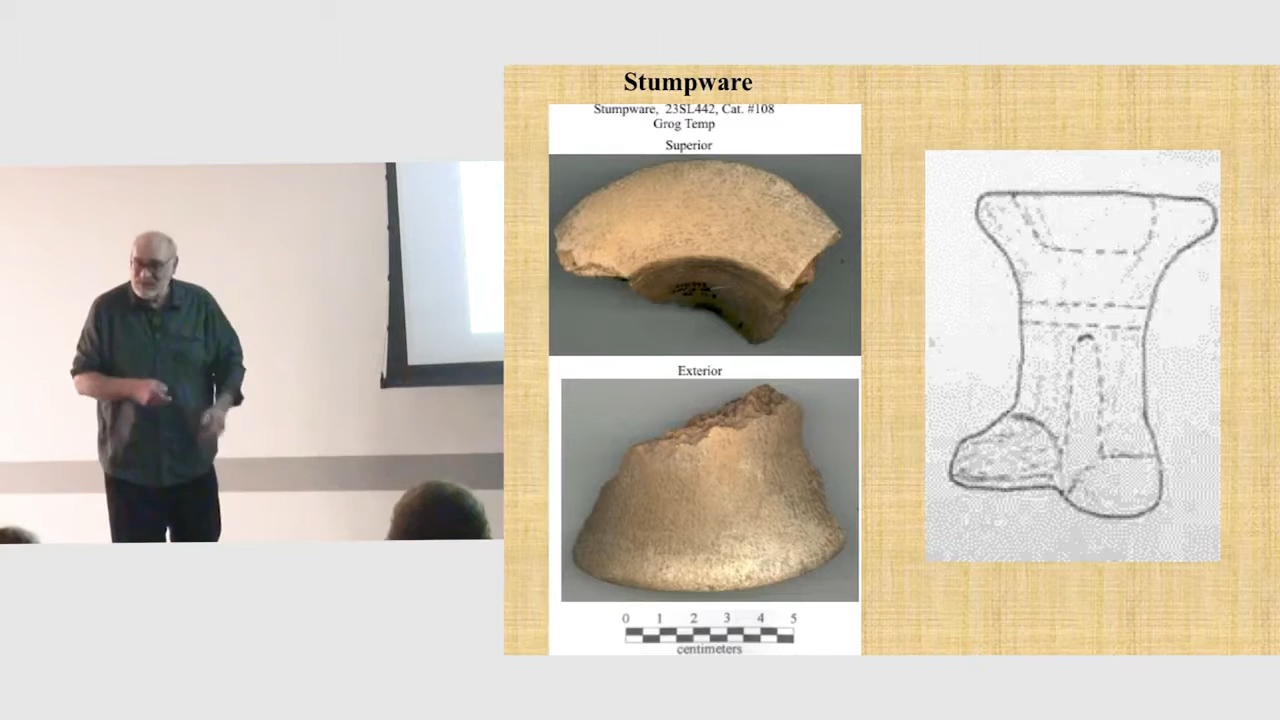 Stumpware
Stumpware, 23SL442, Cat. #108
Grog Temp
Superior
Exterior
0 1 2 3 4 5
centimeters